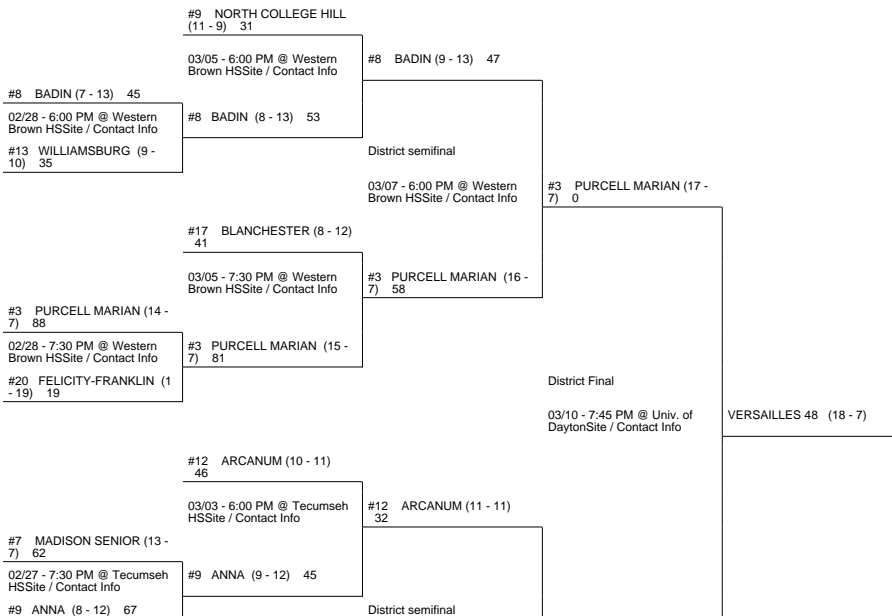 #9 NORTH COLLEGE HILL
(11 - 9) 31
03/05 - 6:00 PM @ Western
Brown HSSite / Contact Info
#8 BADIN (9 - 13) 47
#8 BADIN (7 - 13) 45
02/28 - 6:00 PM @ Western
Brown HSSite / Contact Info
#8 BADIN (8 - 13) 53
#13 WILLIAMSBURG (9 -
10) 35
District semifinal
03/07 - 6:00 PM @ Western
Brown HSSite / Contact Info
#3 PURCELL MARIAN (17 -
7) 0
#17 BLANCHESTER (8 - 12)
41
03/05 - 7:30 PM @ Western
Brown HSSite / Contact Info
#3 PURCELL MARIAN (16 -
7) 58
#3 PURCELL MARIAN (14 -
7) 88
02/28 - 7:30 PM @ Western
Brown HSSite / Contact Info
#3 PURCELL MARIAN (15 -
7) 81
#20 FELICITY-FRANKLIN (1
- 19) 19
District Final
03/10 - 7:45 PM @ Univ. of
DaytonSite / Contact Info
VERSAILLES 48 (18 - 7)
#12 ARCANUM (10 - 11)
46
03/03 - 6:00 PM @ Tecumseh
HSSite / Contact Info
#12 ARCANUM (11 - 11)
32
#7 MADISON SENIOR (13 -
7) 62
02/27 - 7:30 PM @ Tecumseh
HSSite / Contact Info
#9 ANNA (9 - 12) 45
#9 ANNA (8 - 12) 67
District semifinal